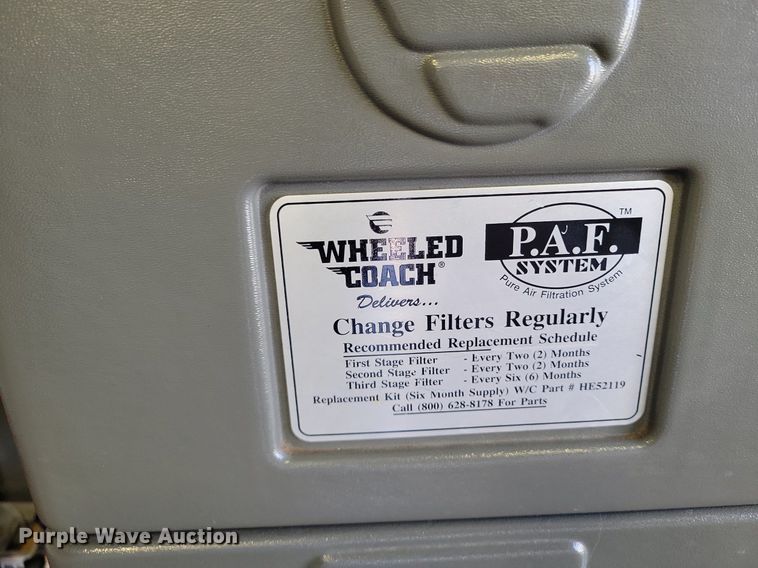 WHEELED
COACH®
Delivers...
P.A.F.™
SYSTEM
Pure Air Filtration System
Change Filters Regularly
Recommended Replacement Schedule
First Stage Filter - Every Two (2) Months
Second Stage Filter - Every Two (2) Months
Third Stage Filter - Every Six (6) Months
Replacement Kit (Six Month Supply) W/C Part # HE52119
Call (800) 628-8178 For Parts
Purple Wave Auction®